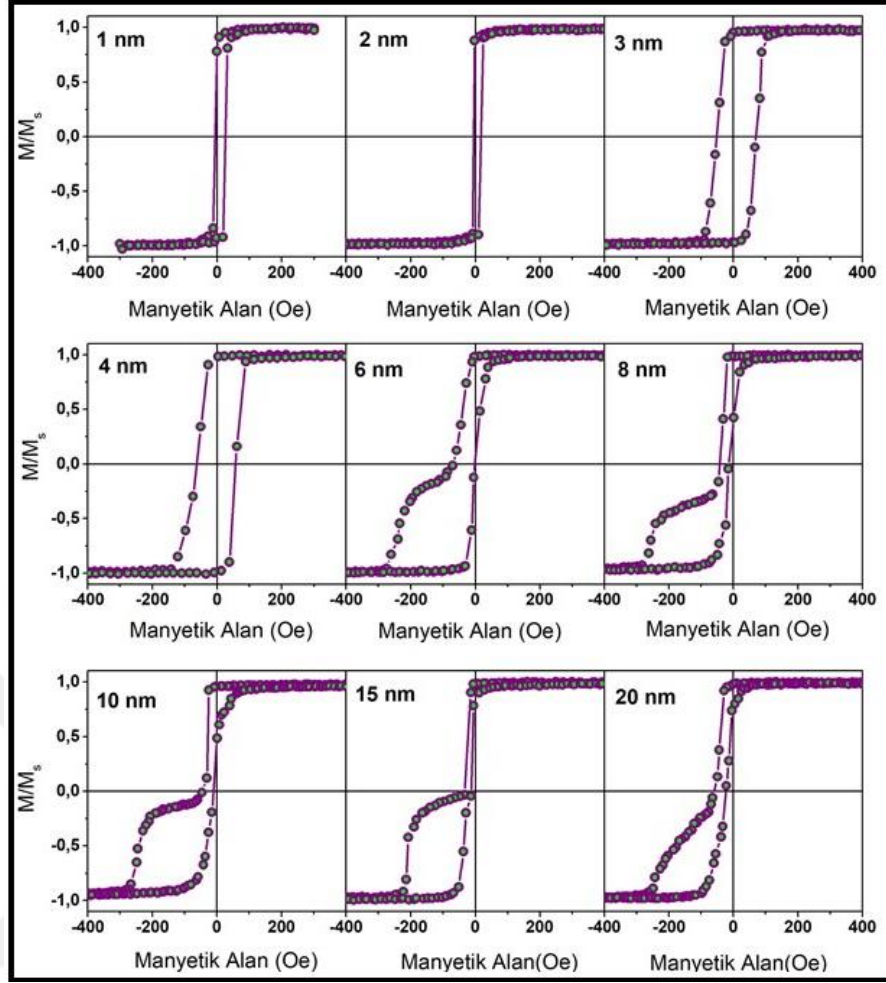 1,0
1 nm 2 nm 3 nm
0,5
M/Ms
0,0
-0,5
-1,0
-400 -200 0 200 -400 -200 0 200 -400 -200 0 200 400
Manyetik Alan (Oe) Manyetik Alan (Oe) Manyetik Alan (Oe)
1,0
4 nm 6 nm 8 nm
0,5
M/Ms
0,0
-0,5
-1,0
-400 -200 0 200 -400 -200 0 200 -400 -200 0 200 400
Manyetik Alan (Oe) Manyetik Alan (Oe) Manyetik Alan (Oe)
1,0
10 nm 15 nm 20 nm
0,5
M/Ms
0,0
-0,5
-1,0
-400 -200 0 200 -400 -200 0 200 -400 -200 0 200 400
Manyetik Alan (Oe) Manyetik Alan(Oe) Manyetik Alan(Oe)